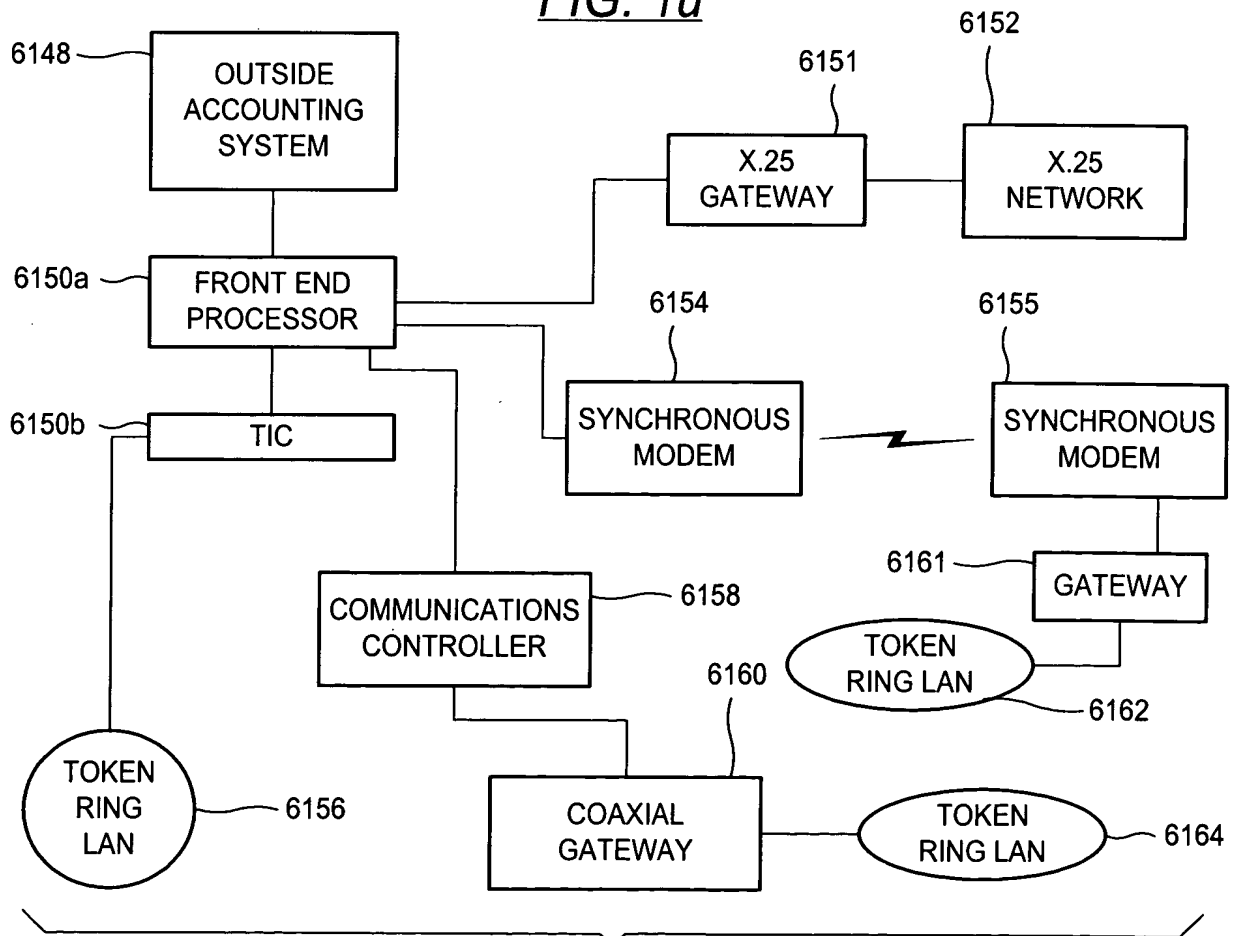 FIG. 1a
6148
OUTSIDE
ACCOUNTING
SYSTEM
6151
6152
X.25
GATEWAY
X.25
NETWORK
6150a
FRONT END
PROCESSOR
6154
6155
6150b
TIC
SYNCHRONOUS
MODEM
SYNCHRONOUS
MODEM
6161
GATEWAY
COMMUNICATIONS
CONTROLLER
6158
TOKEN
RING LAN
6162
6160
TOKEN
RING
LAN
6156
COAXIAL
GATEWAY
TOKEN
RING LAN
6164